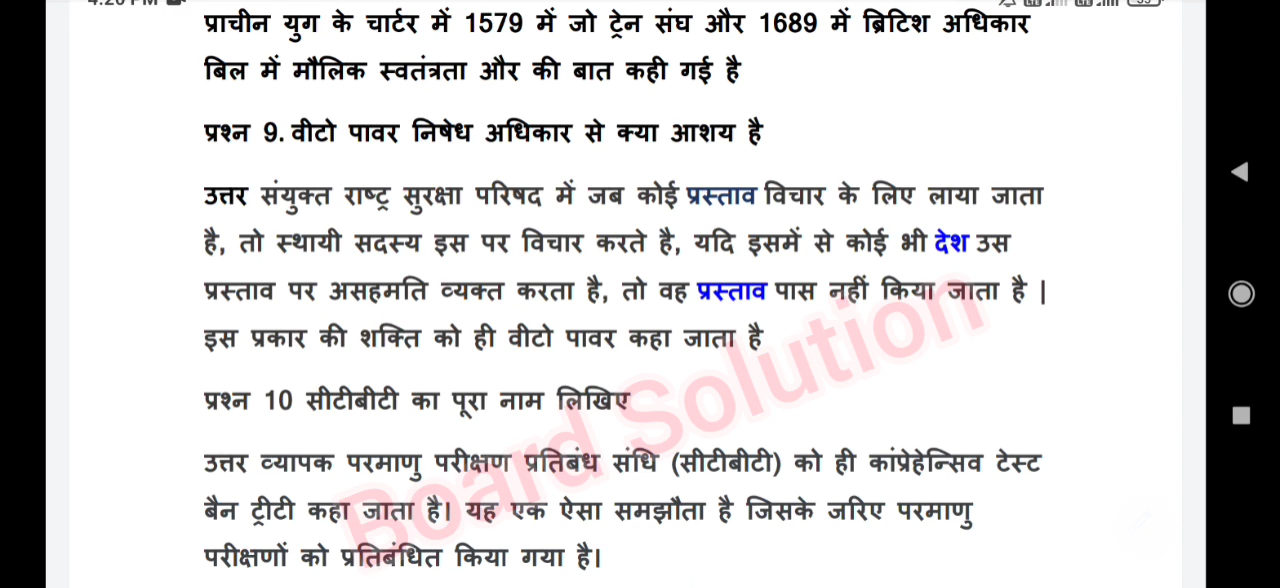 4:20 PM
प्राचीन युग के चार्टर में 1579 में जो ट्रेन संघ और 1689 में ब्रिटिश अधिकार
बिल में मौलिक स्वतंत्रता और की बात कही गई है
प्रश्न 9. वीटो पावर निषेध अधिकार से क्या आशय है
उत्तर संयुक्त राष्ट्र सुरक्षा परिषद में जब कोई प्रस्ताव विचार के लिए लाया जाता
है, तो स्थायी सदस्य इस पर विचार करते है, यदि इसमें से कोई भी देश उस
प्रस्ताव पर असहमति व्यक्त करता है, तो वह प्रस्ताव पास नहीं किया जाता है |
इस प्रकार की शक्ति को ही वीटो पावर कहा जाता है
प्रश्न 10 सीटीबीटी का पूरा नाम लिखिए
उत्तर व्यापक परमाणु परीक्षण प्रतिबंध संधि (सीटीबीटी) को ही कांप्रेहेन्सिव टेस्ट
बैन ट्रीटी कहा जाता है। यह एक ऐसा समझौता है जिसके जरिए परमाणु
परीक्षणों को प्रतिबंधित किया गया है।
Board Solution